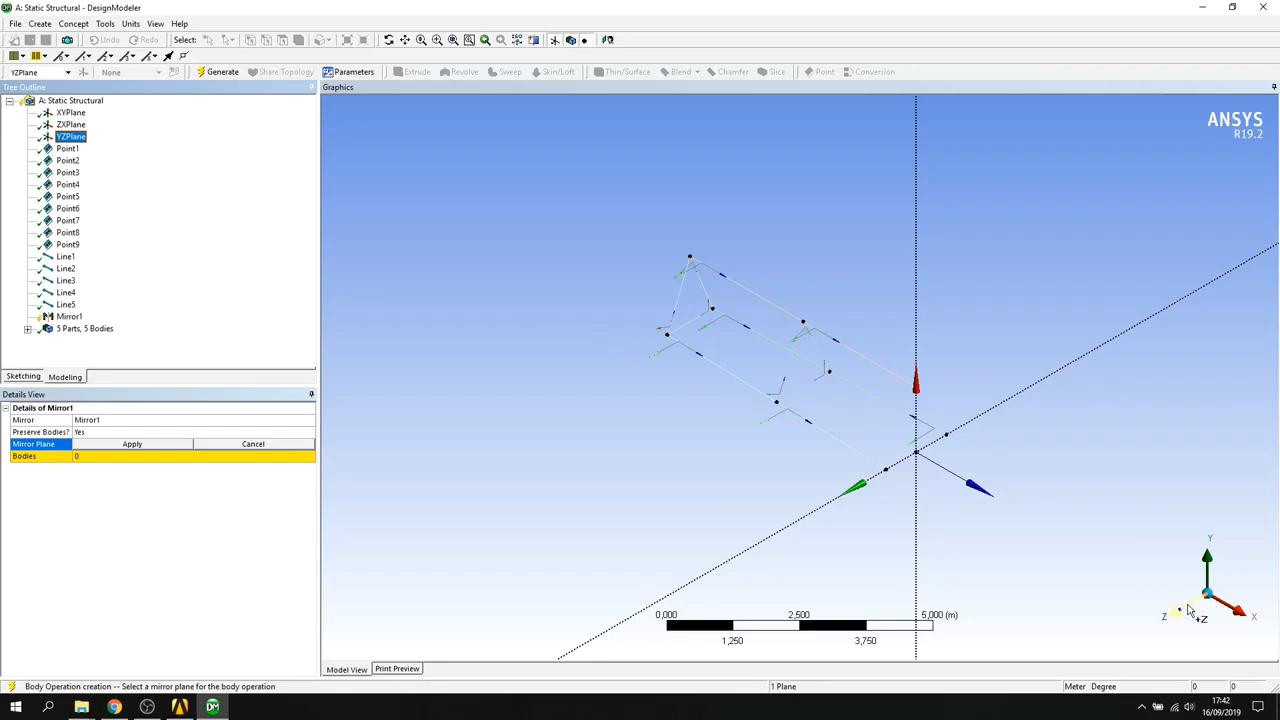 A: Static Structural - DesignModeler
File Create Concept Tools Units View Help
Undo Redo Select:
YZPlane None Generate Share Topology Parameters Extrude Revolve Sweep Skin/Loft Thin/Surface Blend Chamfer Slice Point Conversion
Tree Outline
Graphics
A: Static Structural
XYPlane
ZXPlane
YZPlane
Point1
Point2
Point3
Point4
Point5
Point6
Point7
Point8
Point9
Line1
Line2
Line3
Line4
Line5
Mirror1
5 Parts, 5 Bodies
Sketching Modeling
Details View
Details of Mirror1
Mirror Mirror1
Preserve Bodies? Yes
Mirror Plane Apply Cancel
Bodies 0
ANSYS
R19.2
0,000 2,500 5,000 (m)
1,250 3,750
Y
Z +Z X
Model View Print Preview
Body Operation creation -- Select a mirror plane for the body operation 1 Plane Meter Degree 0 0
17:42
16/09/2019